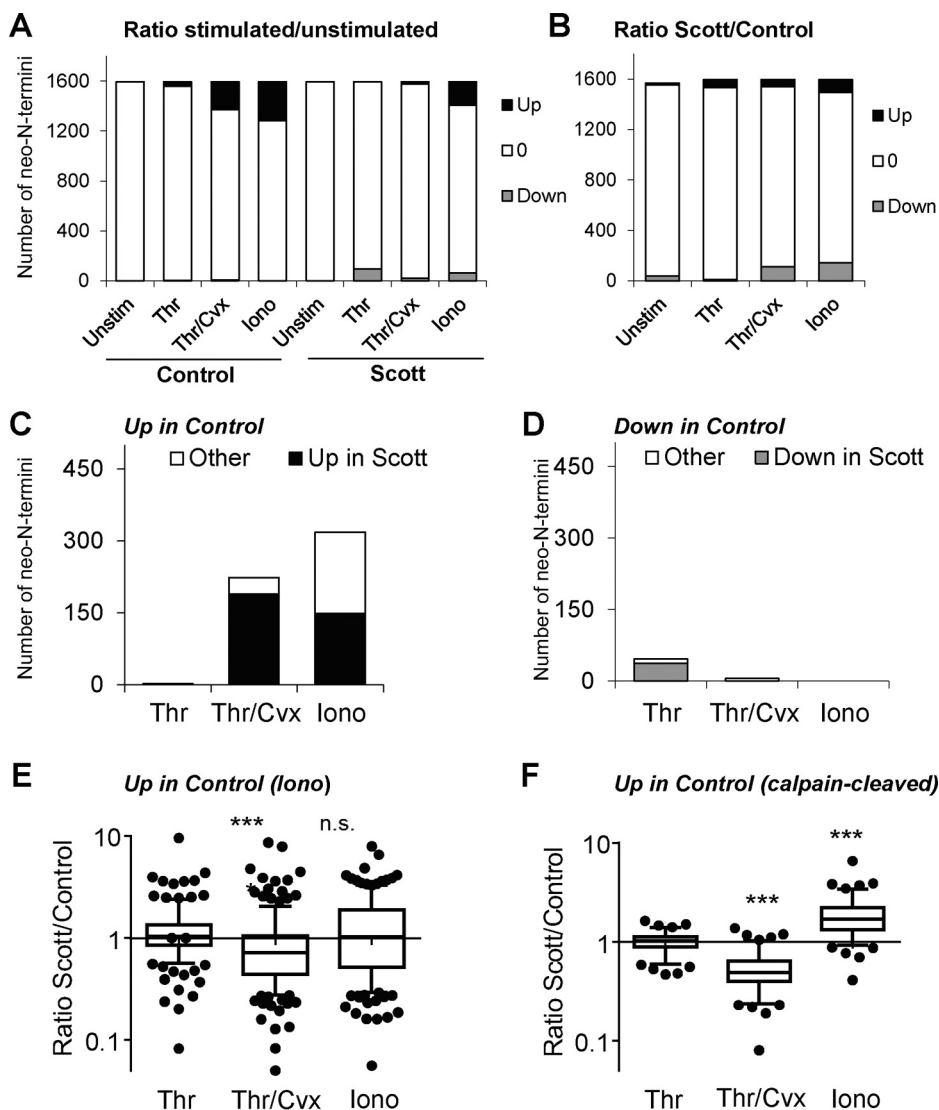 A Ratio stimulated/unstimulated
Number of neo-N-termini
1600
1200
800
400
0
Up
0
Down
Unstim Thr Thr/Cvx Iono Unstim Thr Thr/Cvx Iono
Control Scott
B Ratio Scott/Control
1600
1200
800
400
0
Up
0
Down
Unstim Thr Thr/Cvx Iono
C Up in Control
Other Up in Scott
Number of neo-N-termini
450
300
150
0
Thr Thr/Cvx Iono
D Down in Control
Other Down in Scott
Number of neo-N-termini
450
300
150
0
Thr Thr/Cvx Iono
E Up in Control (Iono)
Ratio Scott/Control
10
1
0.1
*** n.s.
*
Thr Thr/Cvx Iono
F Up in Control (calpain-cleaved)
Ratio Scott/Control
10
1
0.1
***
***
Thr Thr/Cvx Iono